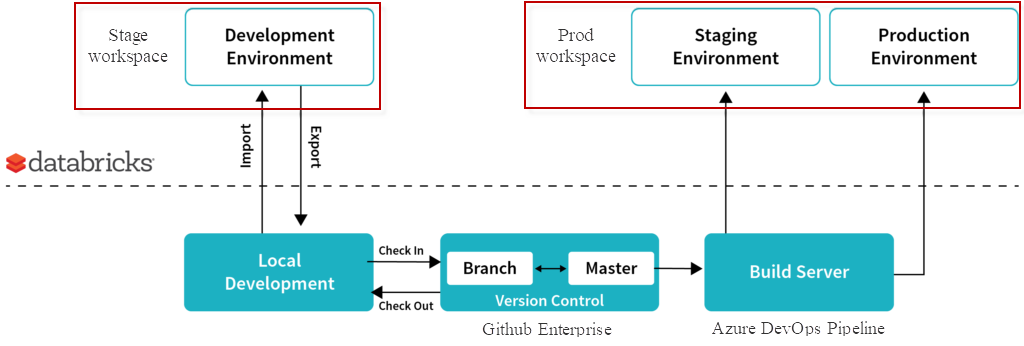 Stage
workspace
Development
Environment
Prod
workspace
Staging
Environment
Production
Environment
Import
Export
databricks
Local
Development
Check In
Check Out
Branch
Master
Version Control
Github Enterprise
Build Server
Azure DevOps Pipeline